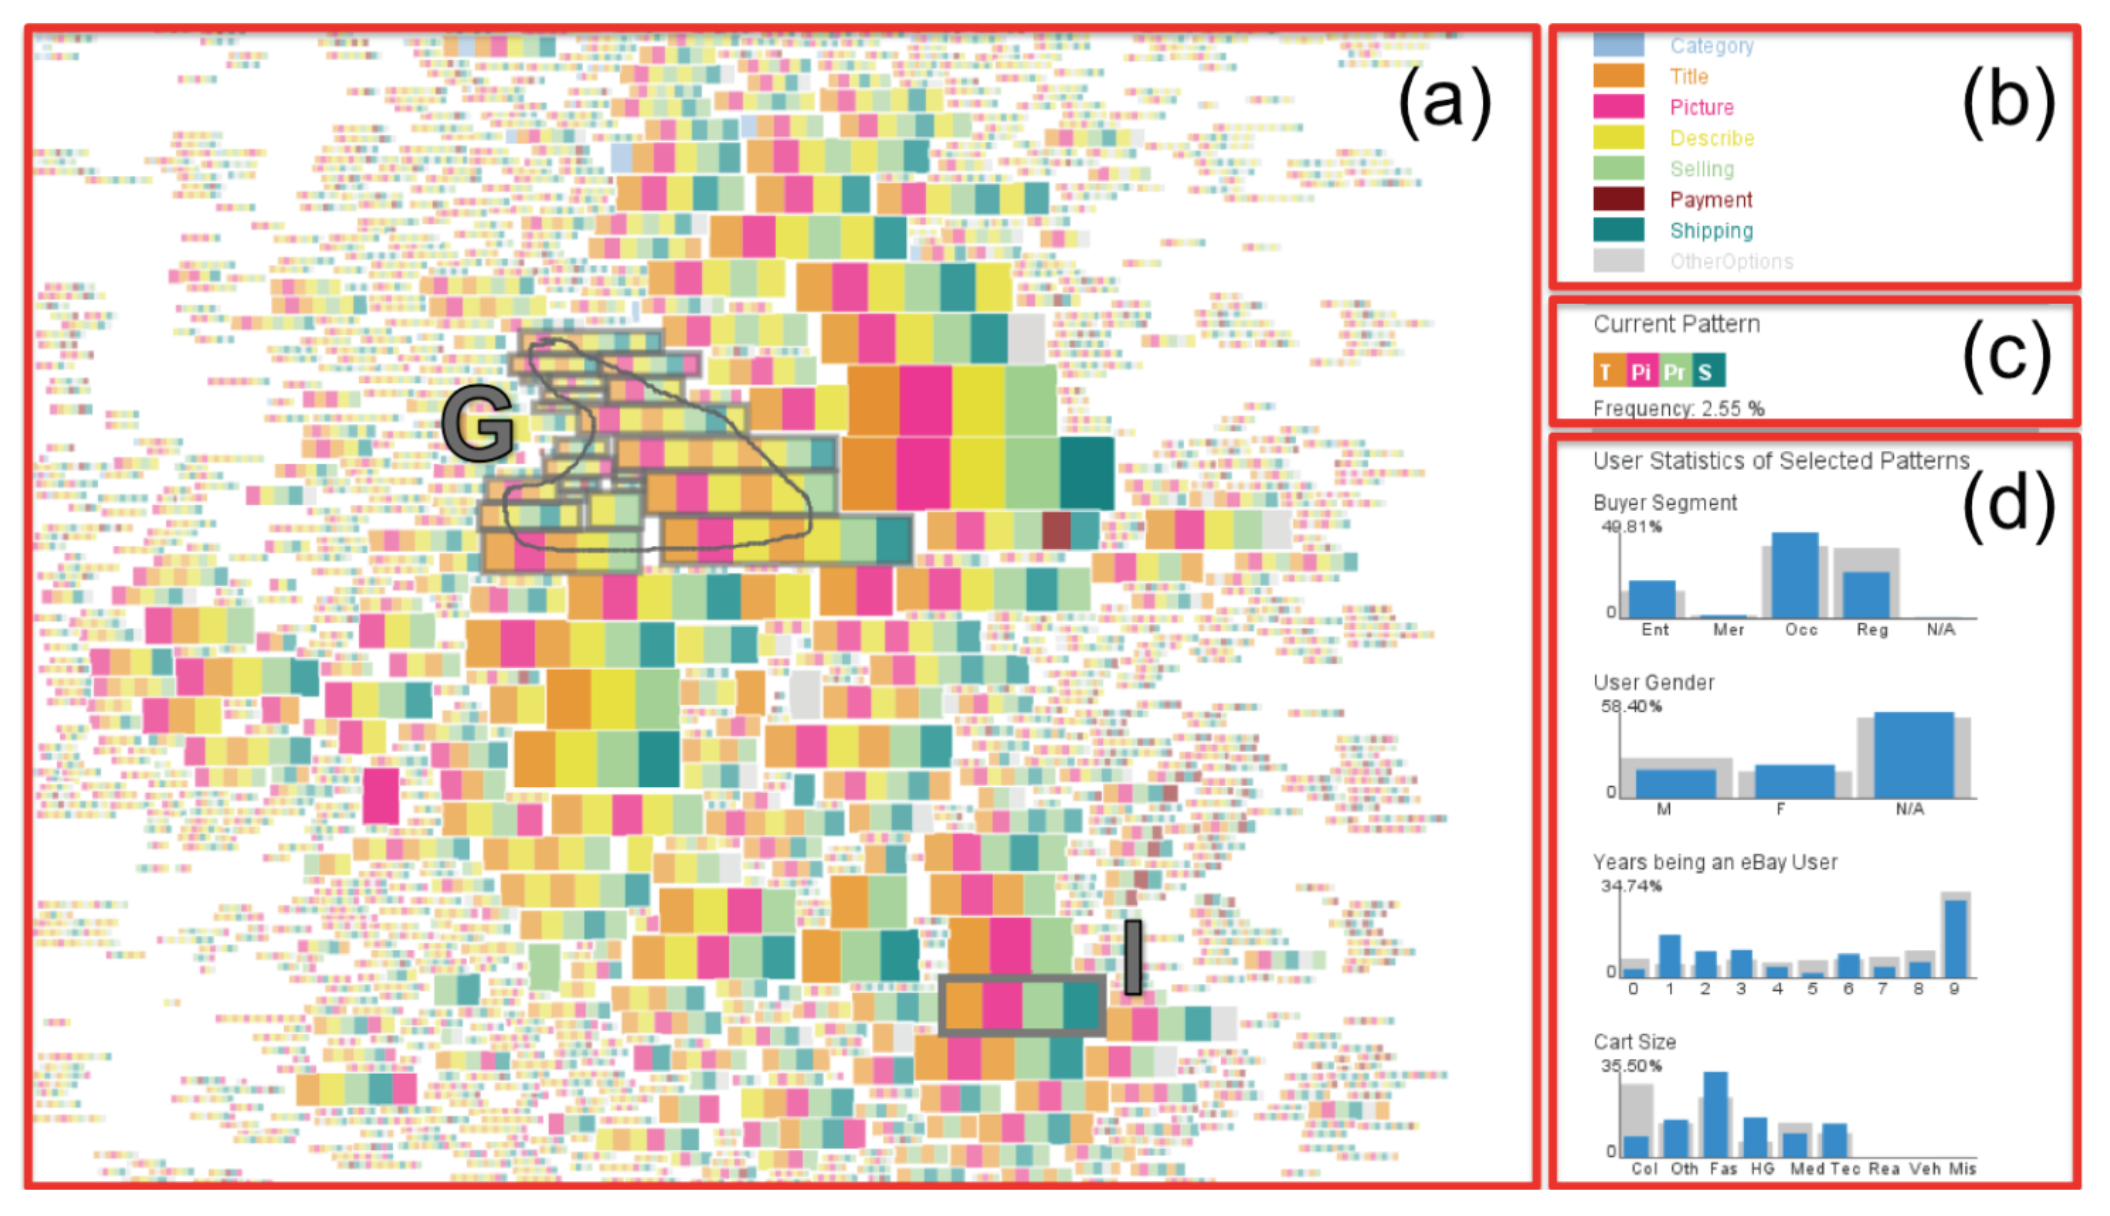 (a)
G
I
(b)
Category
Title
Picture
Describe
Selling
Payment
Shipping
OtherOptions
(c)
Current Pattern
T Pi Pr S
Frequency: 2.55 %
(d)
User Statistics of Selected Patterns
Buyer Segment
49.81%
0
Ent Mer Occ Reg N/A
User Gender
58.40%
0
M F N/A
Years being an eBay User
34.74%
0
0 1 2 3 4 5 6 7 8 9
Cart Size
35.50%
0
Col Oth Fas HG Med Tec Rea Veh Mis